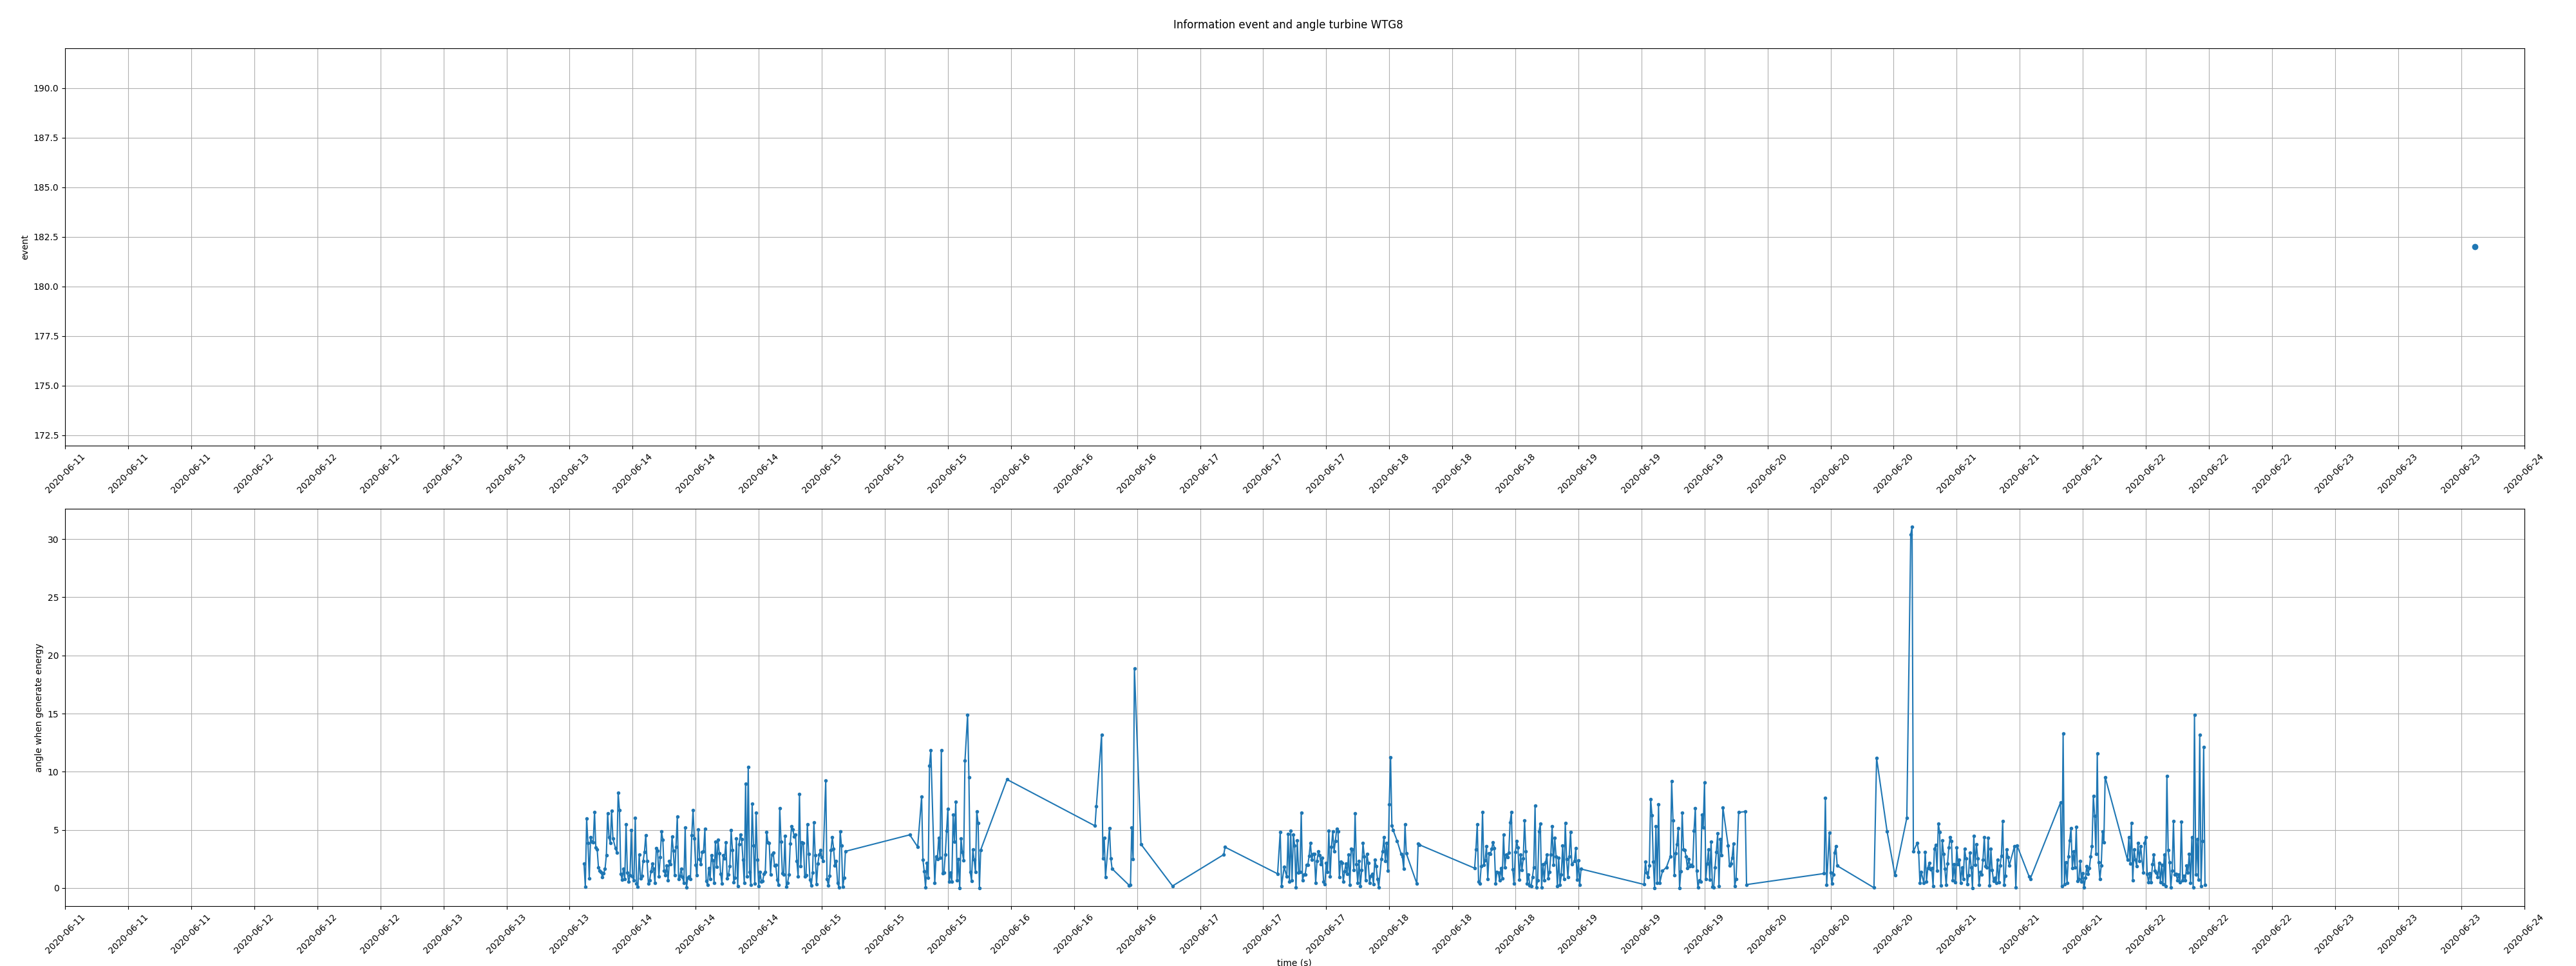 Information event and angle turbine WTG8
190.0
187.5
185.0
182.5
180.0
177.5
175.0
172.5
event
2020-06-11 2020-06-11 2020-06-11 2020-06-12 2020-06-12 2020-06-12 2020-06-13 2020-06-13 2020-06-13 2020-06-14 2020-06-14 2020-06-14 2020-06-15 2020-06-15 2020-06-15 2020-06-16 2020-06-16 2020-06-16 2020-06-17 2020-06-17 2020-06-17 2020-06-18 2020-06-18 2020-06-18 2020-06-19 2020-06-19 2020-06-19 2020-06-20 2020-06-20 2020-06-20 2020-06-21 2020-06-21 2020-06-21 2020-06-22 2020-06-22 2020-06-22 2020-06-23 2020-06-23 2020-06-23 2020-06-24
30
25
20
15
10
5
0
angle when generate energy
2020-06-11 2020-06-11 2020-06-11 2020-06-12 2020-06-12 2020-06-12 2020-06-13 2020-06-13 2020-06-13 2020-06-14 2020-06-14 2020-06-14 2020-06-15 2020-06-15 2020-06-15 2020-06-16 2020-06-16 2020-06-16 2020-06-17 2020-06-17 2020-06-17 2020-06-18 2020-06-18 2020-06-18 2020-06-19 2020-06-19 2020-06-19 2020-06-20 2020-06-20 2020-06-20 2020-06-21 2020-06-21 2020-06-21 2020-06-22 2020-06-22 2020-06-22 2020-06-23 2020-06-23 2020-06-23 2020-06-24
time (s)